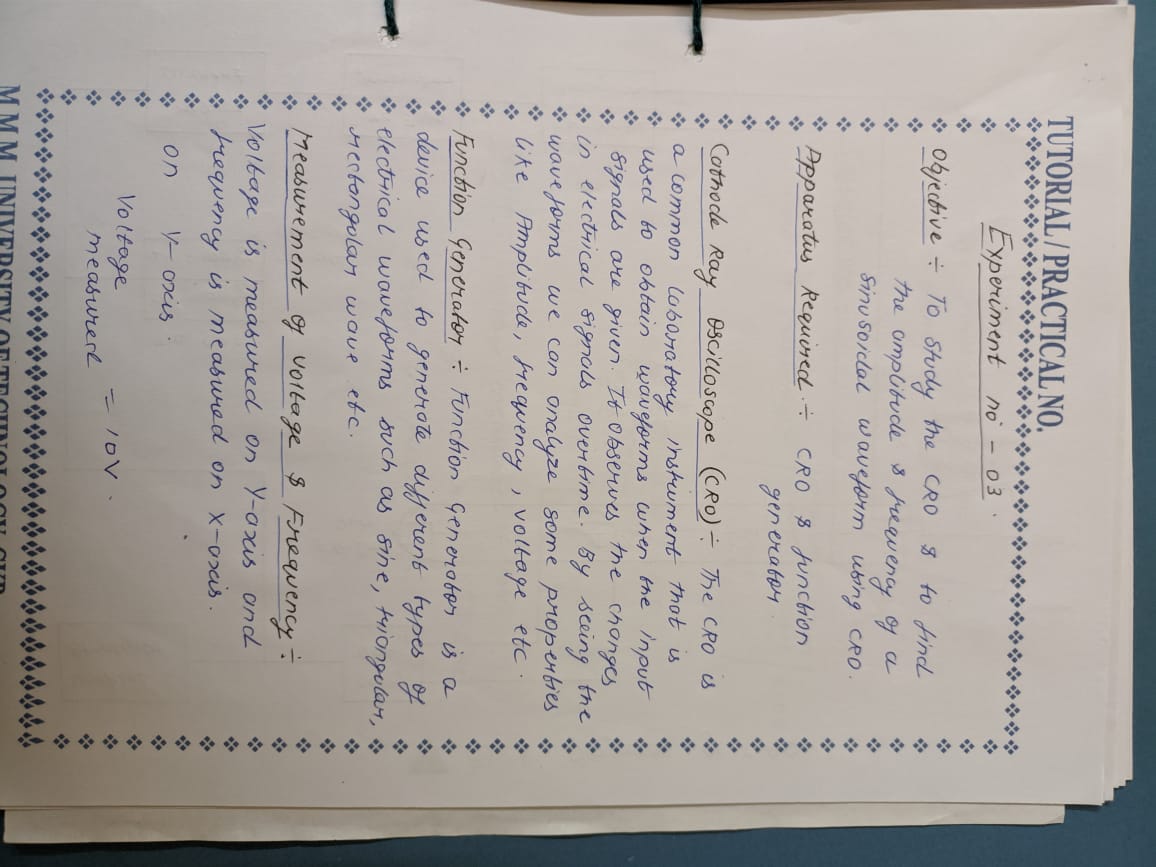 TUTORIAL / PRACTICAL NO.
Experiment no - 03.
Objective ÷ To study the CRO & to find
the amplitude & frequency of a
sinusoidal waveform using CRO.
Apparatus Required ÷ CRO & function
generator.
Cathode Ray Oscilloscope (CRO) ÷ The CRO is
a common laboratory instrument that is
used to obtain waveforms when the input
signals are given. It observes the changes
in electrical signals overtime. By seeing the
waveforms we can analyze some properties
like Amplitude, frequency, voltage etc.
Function Generator ÷ Function generator is a
device used to generate different types of
electrical waveforms such as sine, triangular,
rectangular wave etc.
Measurement of voltage & Frequency ÷
Voltage is measured on Y-axis and
frequency is measured on X-axis.
on Y-axis.
Voltage
measured = 10V.
M M M UNIVERSITY OF TECHNOLOGY, GKP